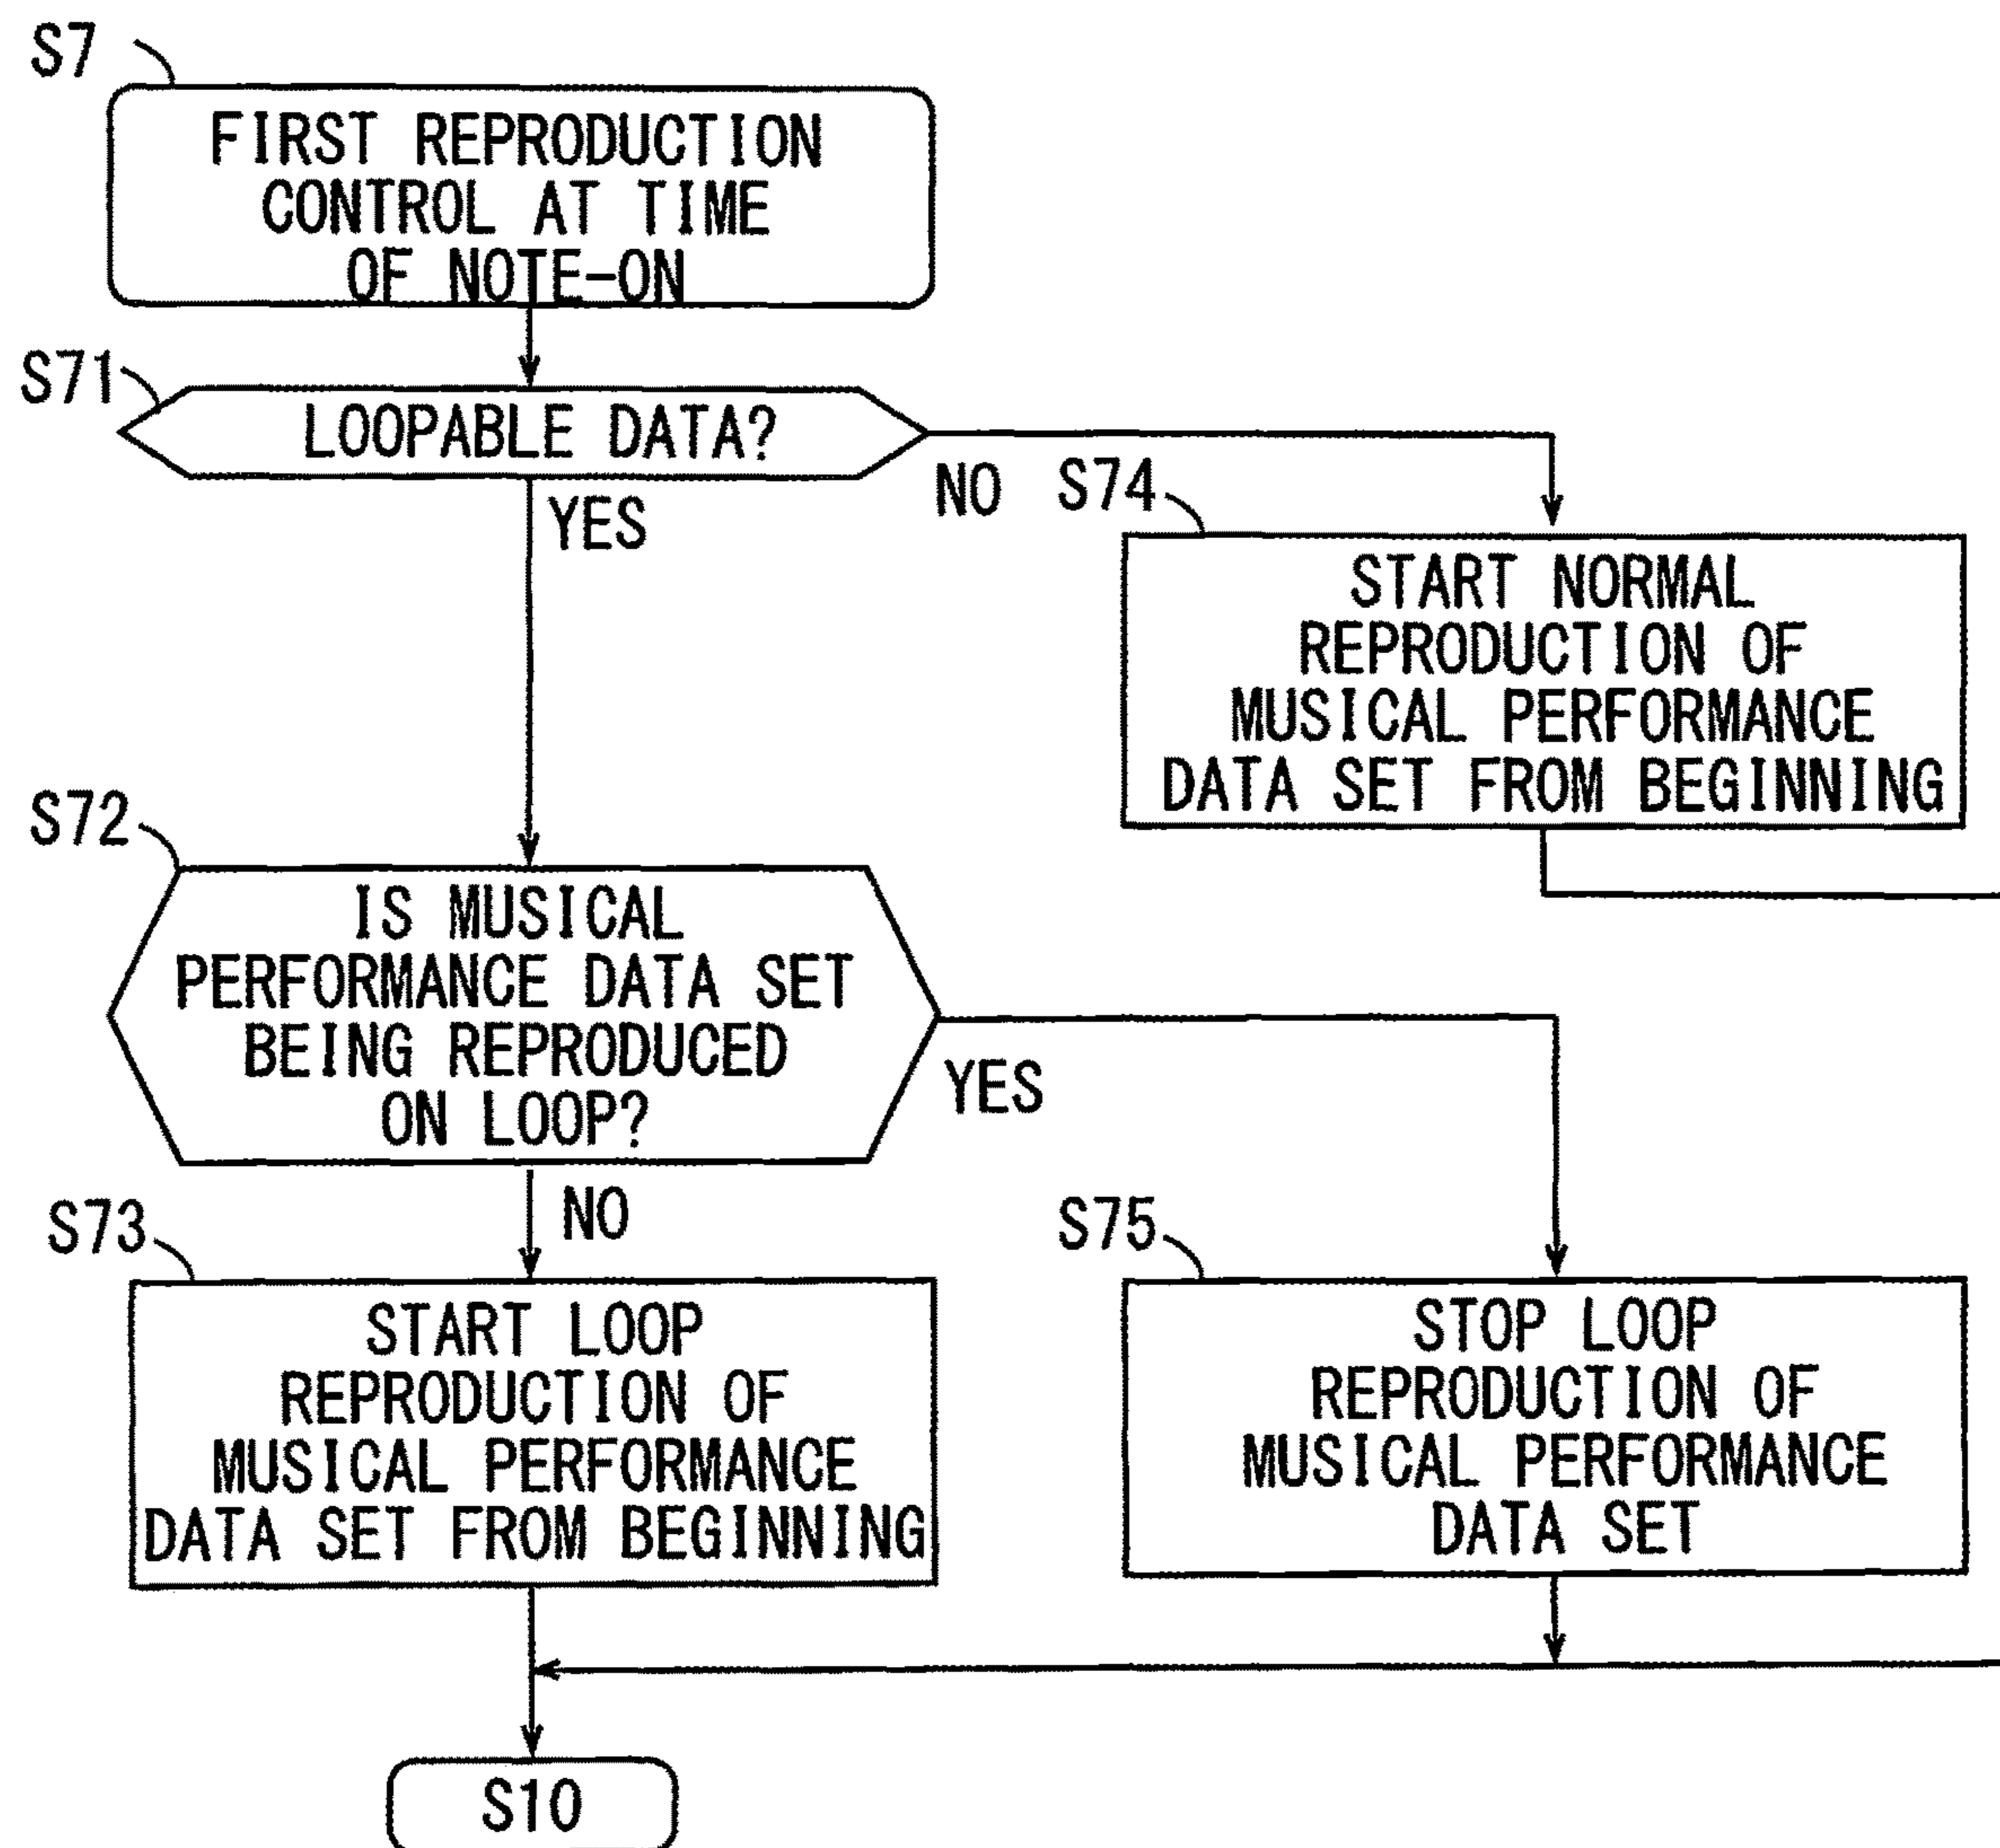 S7
FIRST REPRODUCTION
CONTROL AT TIME
OF NOTE-ON
S71
LOOPABLE DATA?
YES
NO
S74
START NORMAL
REPRODUCTION OF
MUSICAL PERFORMANCE
DATA SET FROM BEGINNING
S72
IS MUSICAL
PERFORMANCE DATA SET
BEING REPRODUCED
ON LOOP?
YES
NO
S73
START LOOP
REPRODUCTION OF
MUSICAL PERFORMANCE
DATA SET FROM BEGINNING
S75
STOP LOOP
REPRODUCTION OF
MUSICAL PERFORMANCE
DATA SET
S10